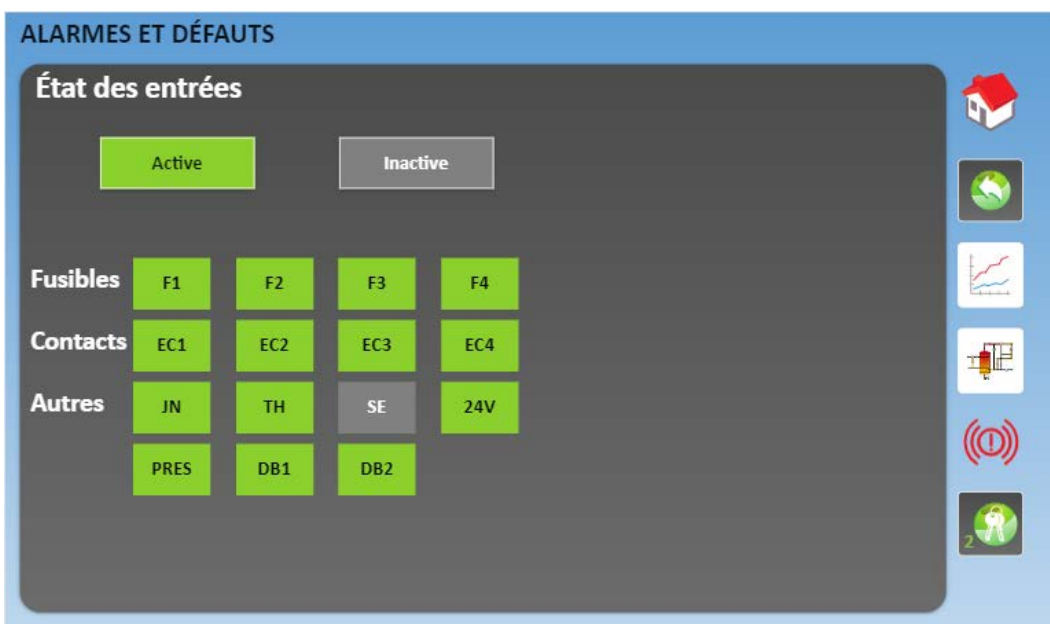 ALARMES ET DÉFAUTS
État des entrées
Active Inactive
Fusibles F1 F2 F3 F4
Contacts EC1 EC2 EC3 EC4
Autres JN TH SE 24V
PRES DB1 DB2
2